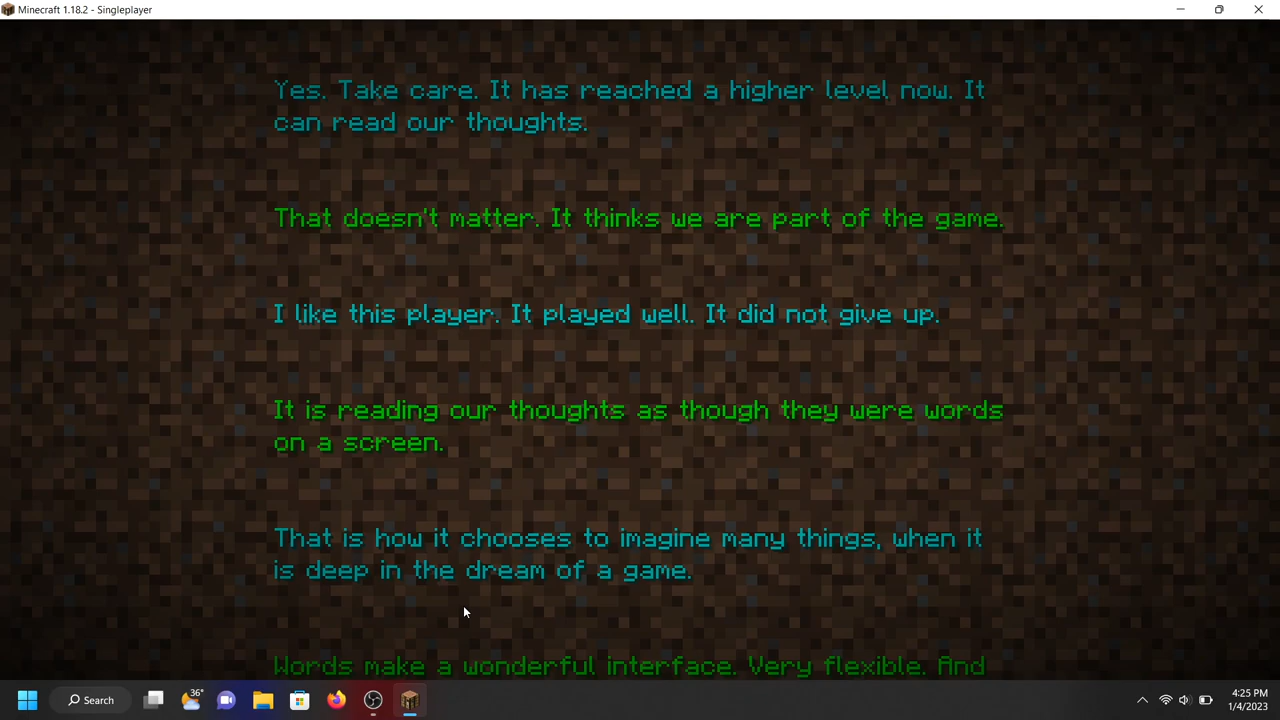 Minecraft 1.18.2 - Singleplayer
Yes. Take care. It has reached a higher level now. It
can read our thoughts.
That doesn't matter. It thinks we are part of the game.
I like this player. It played well. It did not give up.
It is reading our thoughts as though they were words
on a screen.
That is how it chooses to imagine many things, when it
is deep in the dream of a game.
Words make a wonderful interface. Very flexible. And
Search
36°
4:25 PM
1/4/2023